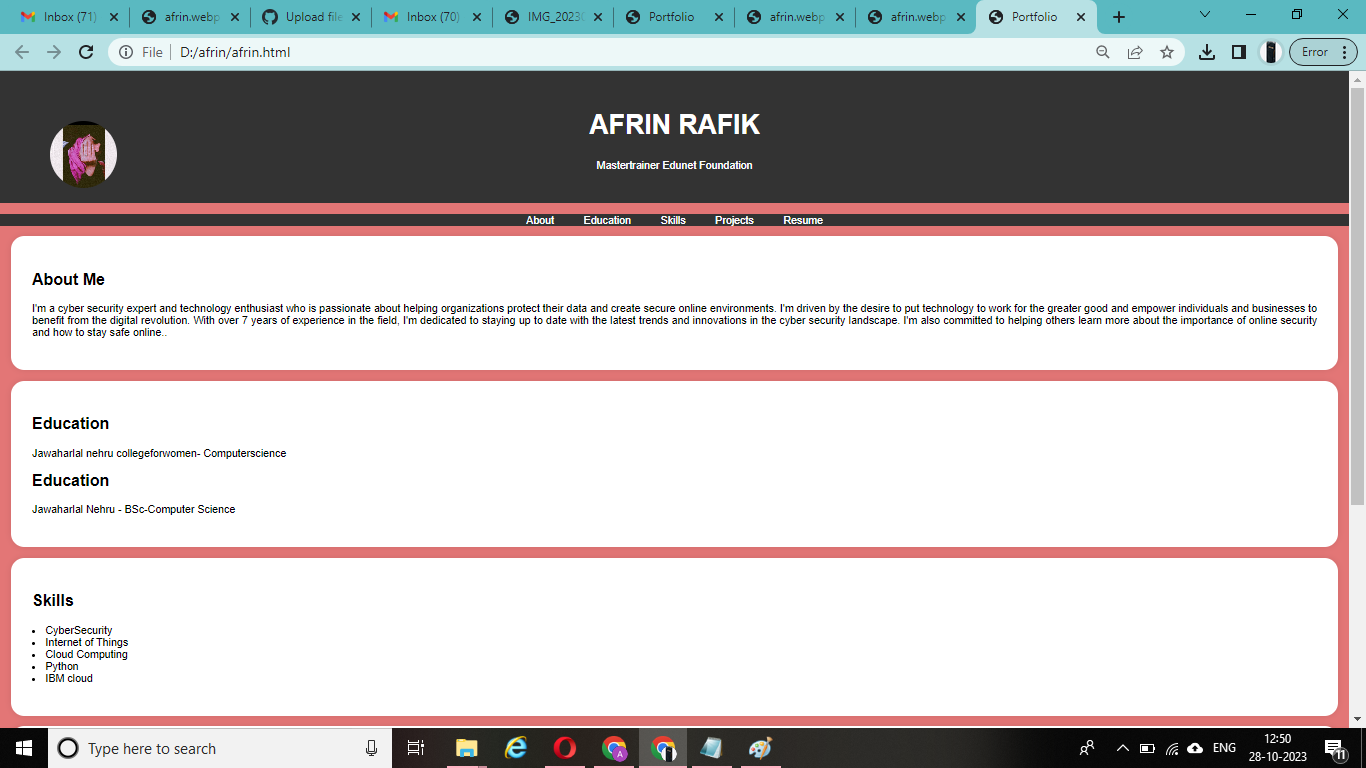 Inbox (71)
afrin.webp
Upload file
Inbox (70)
IMG_2023
Portfolio
afrin.webp
afrin.webp
Portfolio
File
D:/afrin/afrin.html
Error
AFRIN RAFIK
Mastertrainer Edunet Foundation
About Education Skills Projects Resume
About Me
I'm a cyber security expert and technology enthusiast who is passionate about helping organizations protect their data and create secure online environments. I'm driven by the desire to put technology to work for the greater good and empower individuals and businesses to
benefit from the digital revolution. With over 7 years of experience in the field, I'm dedicated to staying up to date with the latest trends and innovations in the cyber security landscape. I'm also committed to helping others learn more about the importance of online security
and how to stay safe online..
Education
Jawaharlal nehru collegeforwomen- Computerscience
Education
Jawaharlal Nehru - BSc-Computer Science
Skills
CyberSecurity
Internet of Things
Cloud Computing
Python
IBM cloud
Type here to search
A
ENG
12:50
28-10-2023
11